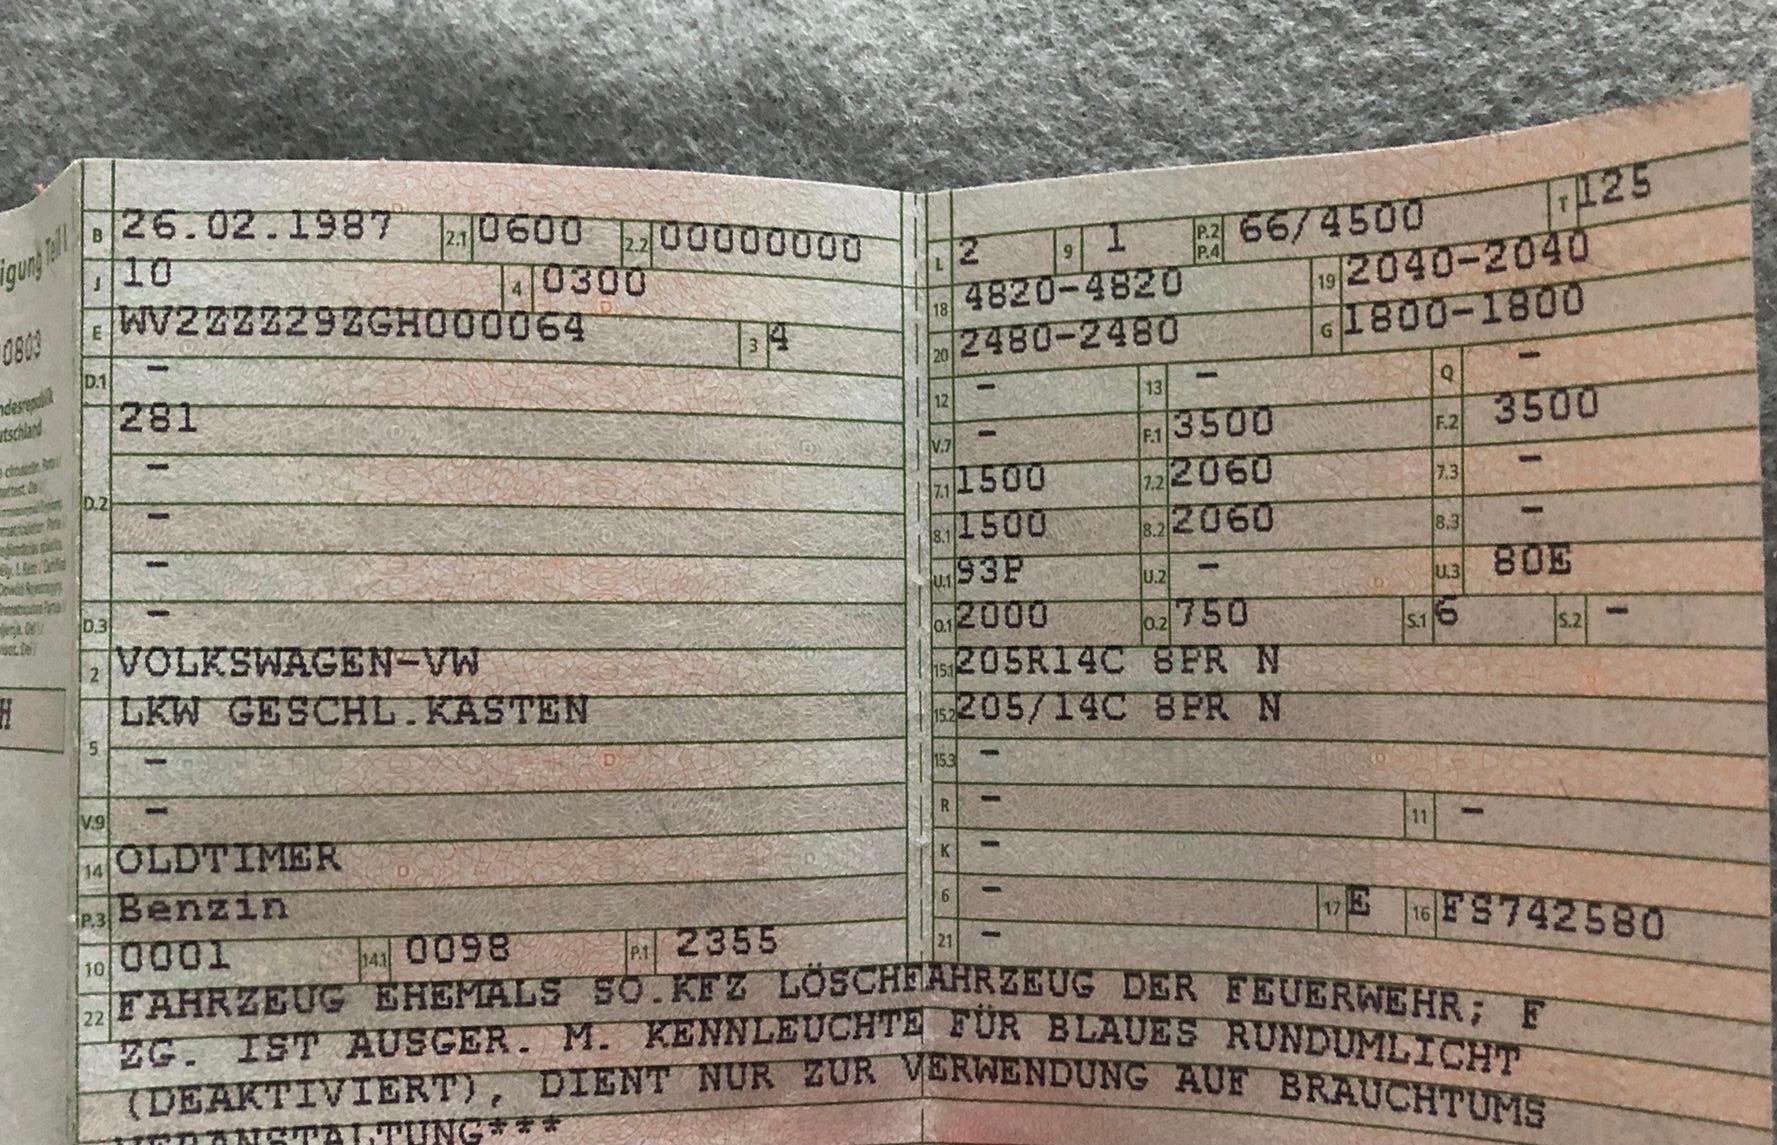 igung Teil I
0803
ndesrepublik
utschland
H
B 26.02.1987 2.1 0600 2.2 00000000
J 10 4 0300
E WV2ZZZ29ZGH000064 3 4
D.1 -
281
D.2 -
-
-
D.3 -
2 VOLKSWAGEN-VW
5 LKW GESCHL.KASTEN
-
V.9 -
14 OLDTIMER
P.3 Benzin
10 0001 14.1 0098 P.1 2355
L 2 9 1 P.2 P.4 66/4500 T 125
18 4820-4820 19 2040-2040
20 2480-2480 G 1800-1800
12 - 13 - Q -
V.7 - F.1 3500 F.2 3500
7.1 1500 7.2 2060 7.3 -
8.1 1500 8.2 2060 8.3 -
U.1 93P U.2 - U.3 80E
O.1 2000 O.2 750 S.1 6 S.2 -
15.1 205R14C 8PR N
15.2 205/14C 8PR N
15.3 -
R - 11 -
K -
6 - 17 E 16 FS742580
21 -
22 FAHRZEUG EHEMALS SO.KFZ LÖSCHFAHRZEUG DER FEUERWEHR; F
ZG. IST AUSGER. M. KENNLEUCHTE FÜR BLAUES RUNDUMLICHT
(DEAKTIVIERT), DIENT NUR ZUR VERWENDUNG AUF BRAUCHTUMS
VERANSTALTUNG***